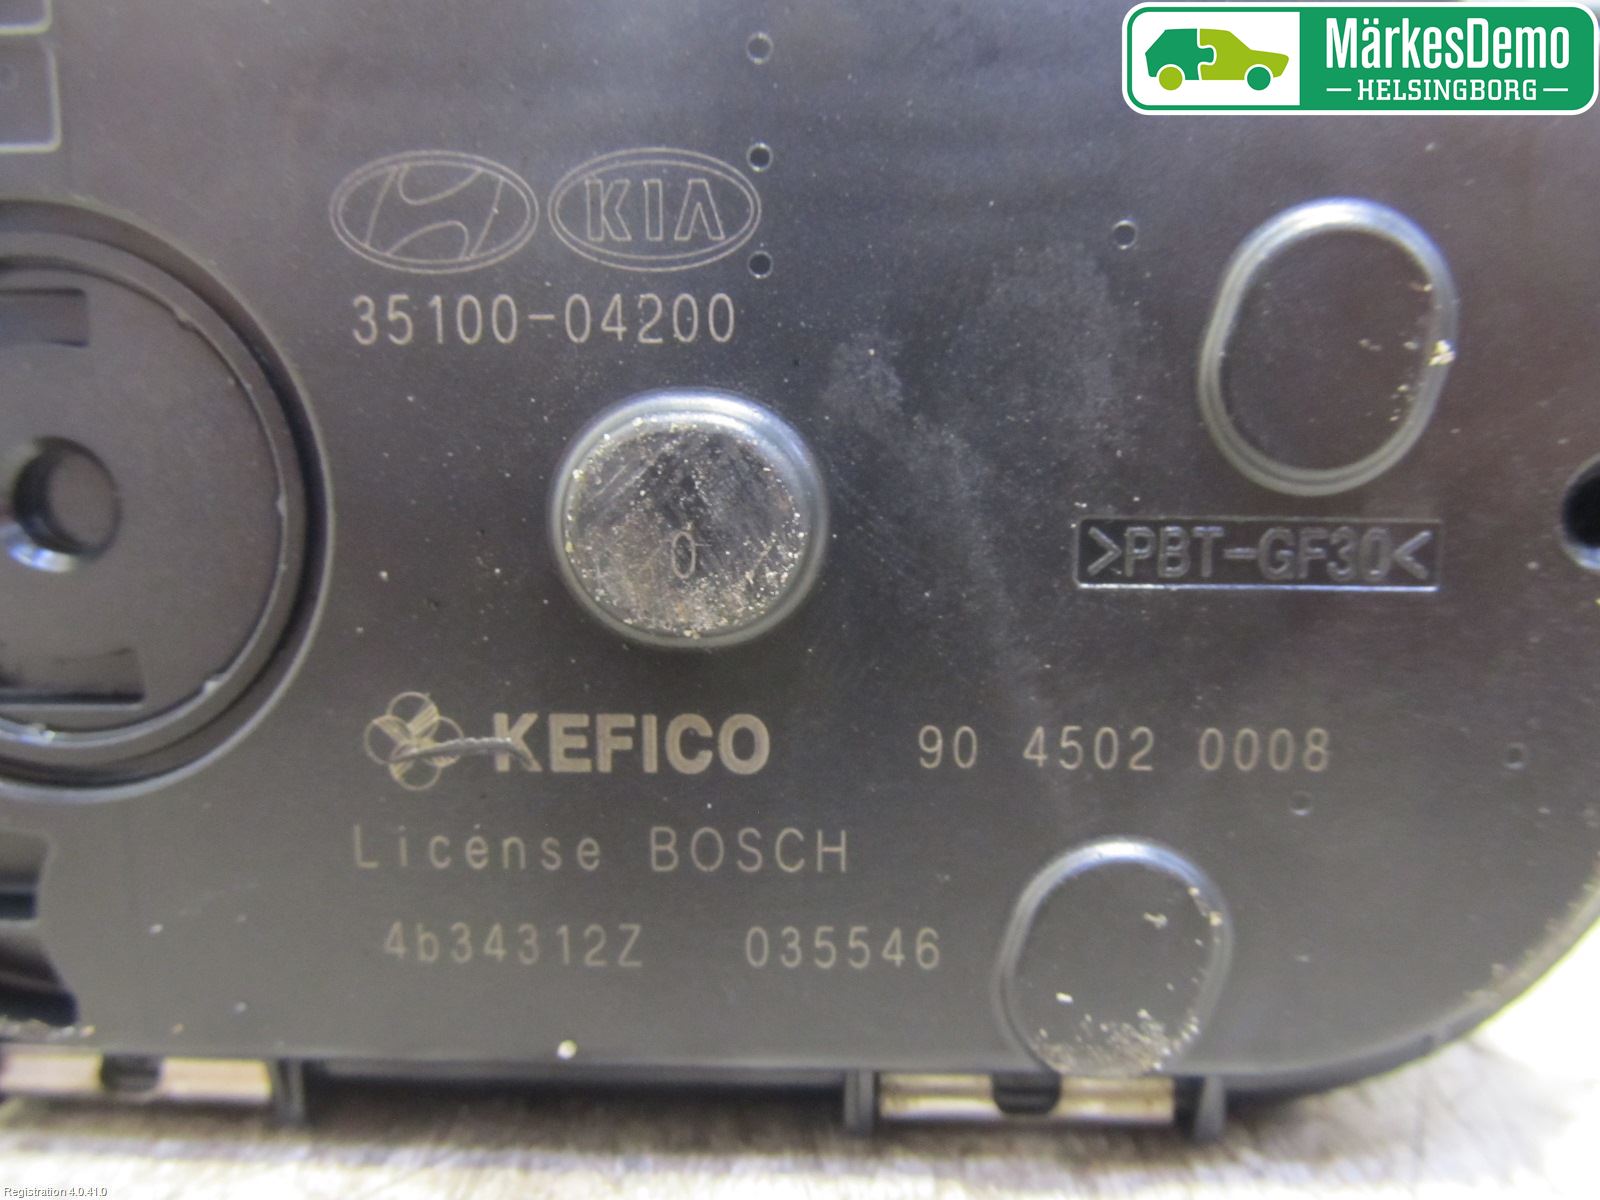 MärkesDemo
HELSINGBORG
KIA
35100-04200
0
>PBT-GF30<
KEFICO 90 4502 0008
License BOSCH
4b34312Z 035546
Registration 4.0.41.0